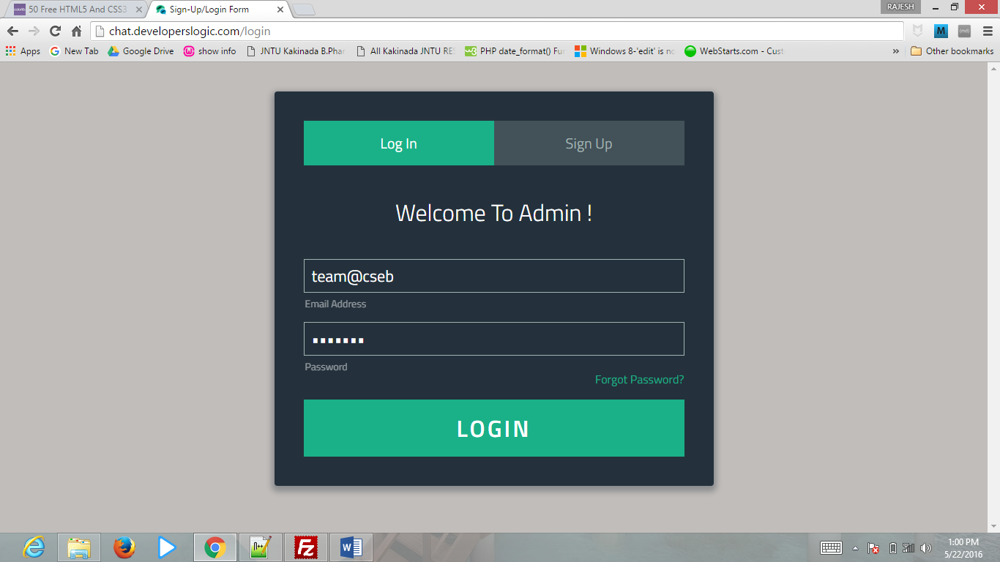 50 Free HTML5 And CSS3
Sign-Up/Login Form
RAJESH
chat.developerslogic.com/login
Apps
New Tab
Google Drive
show info
JNTU Kakinada B.Phar
All Kakinada JNTU RES
PHP date_format() Fu
Windows 8-'edit' is no
WebStarts.com - Cust
»
Other bookmarks
Log In
Sign Up
Welcome To Admin !
team@cseb
Email Address
Password
Forgot Password?
LOGIN
1:00 PM
5/22/2016